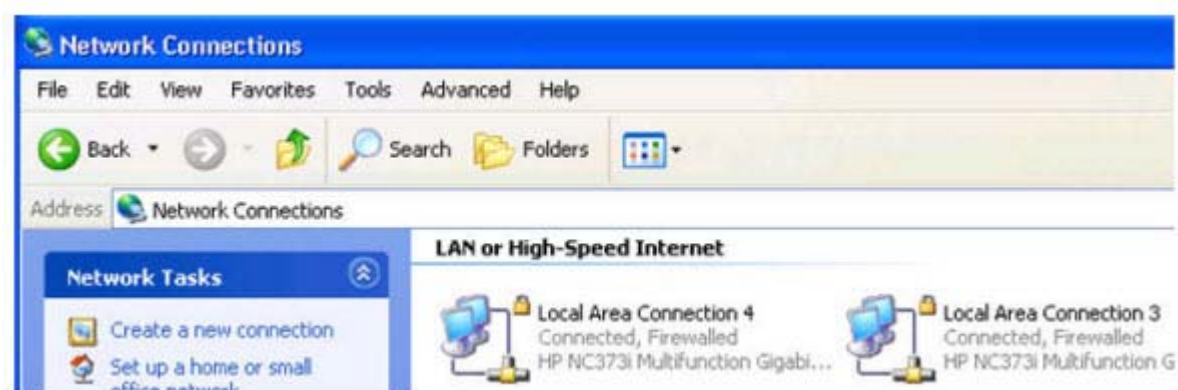 Network Connections
File Edit View Favorites Tools Advanced Help
Back Search Folders
Address Network Connections
Network Tasks
Create a new connection
Set up a home or small
office network
LAN or High-Speed Internet
Local Area Connection 4
Connected, Firewalled
HP NC373i Multifunction Gigabi...
Local Area Connection 3
Connected, Firewalled
HP NC373i Multifunction G